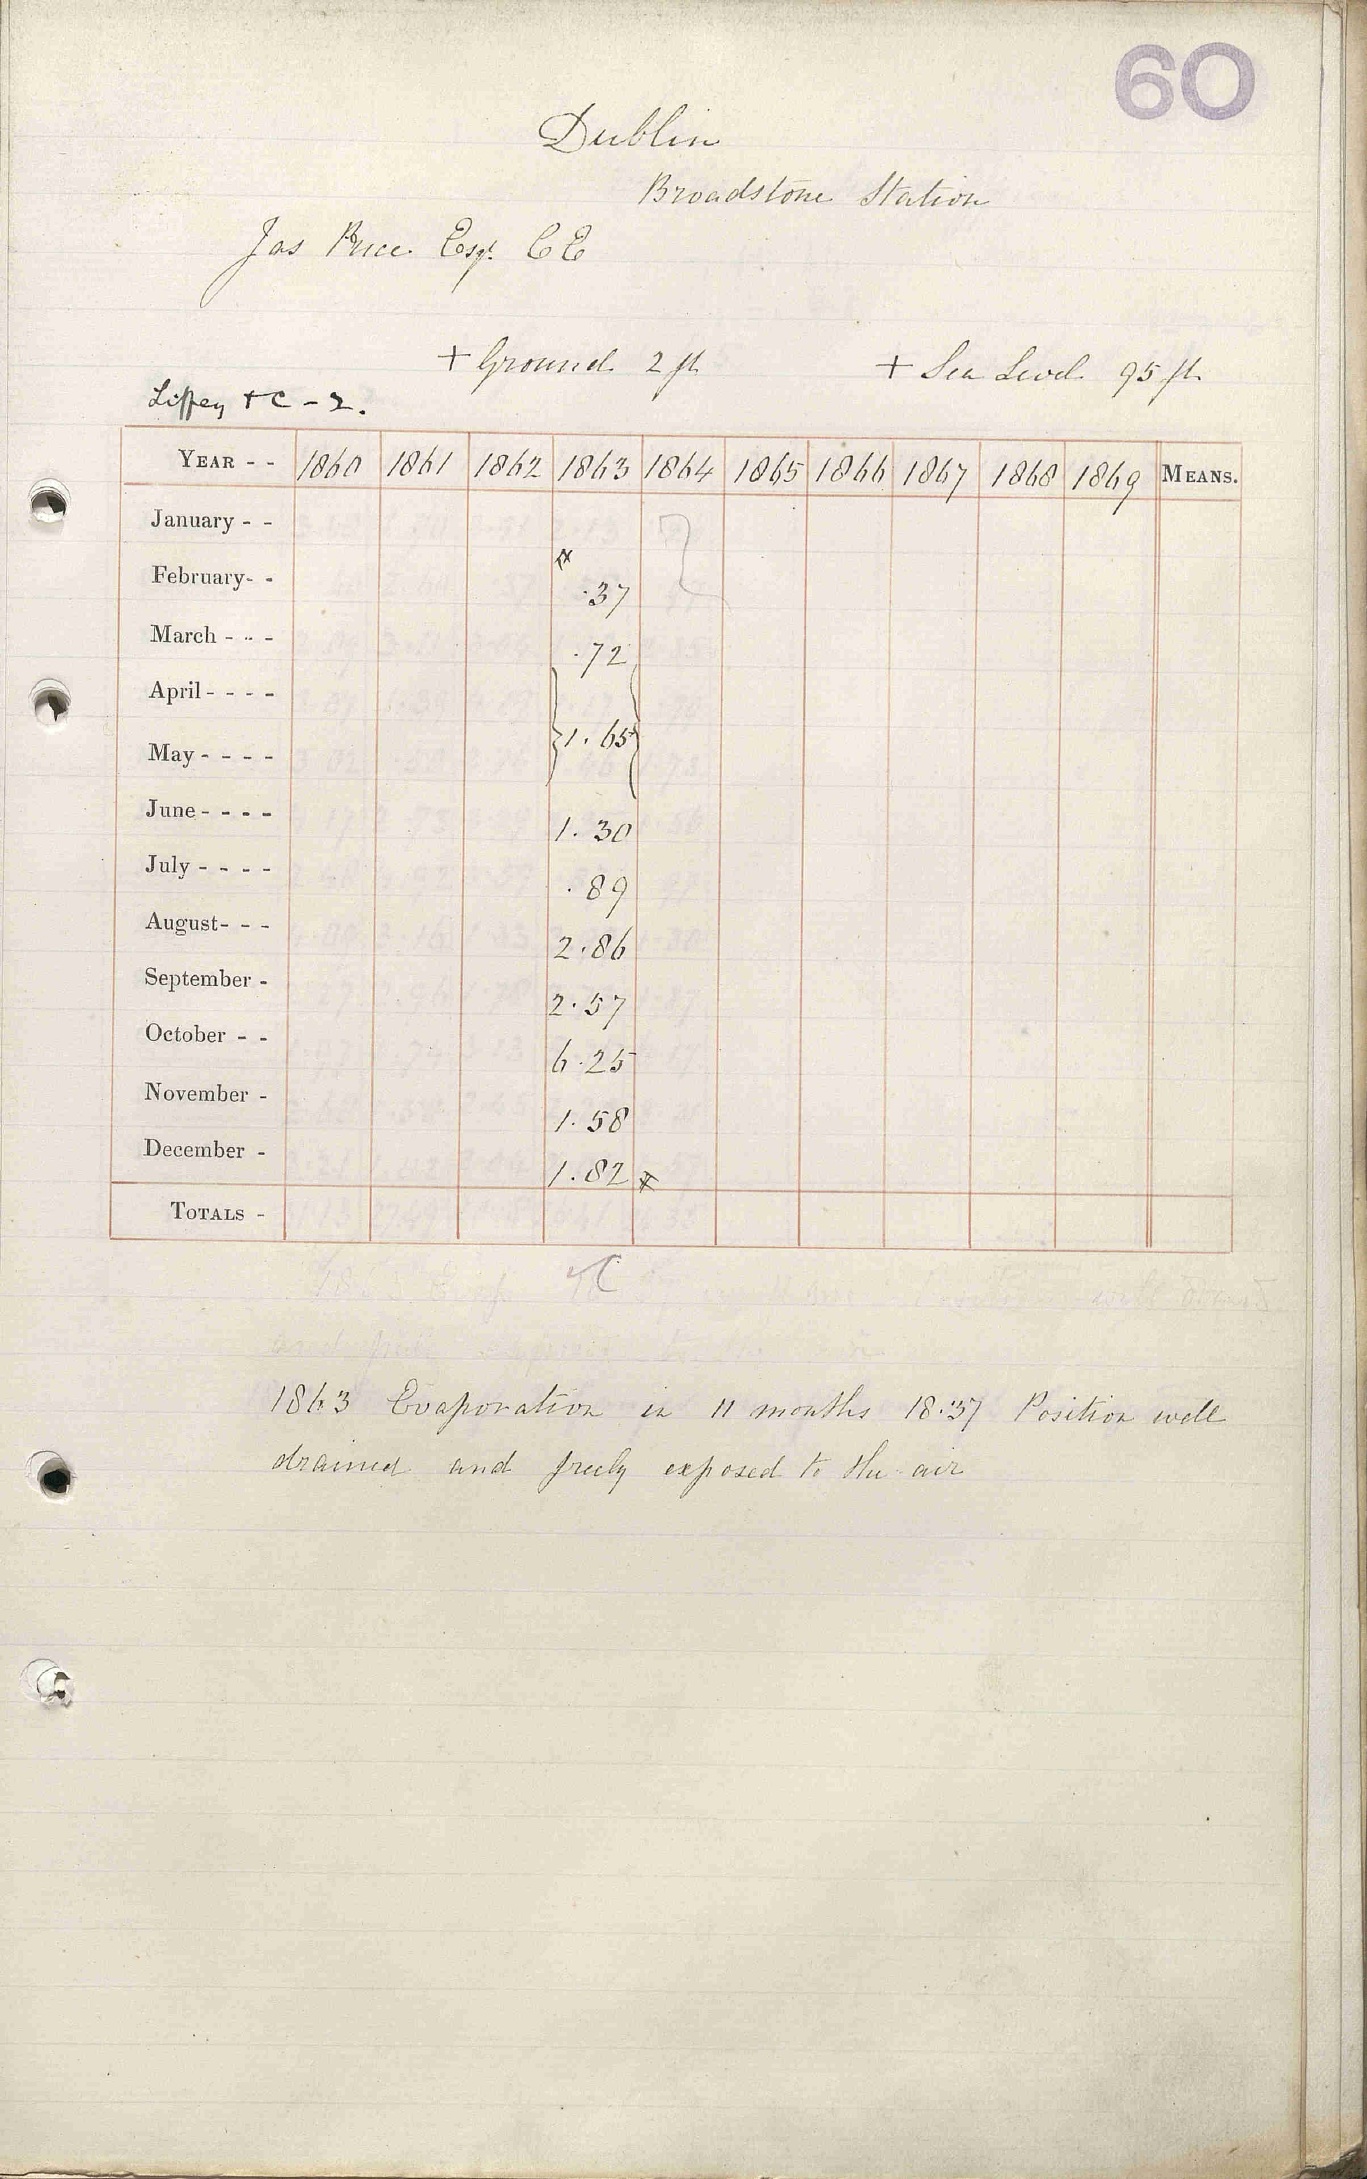 60
Dublin
Broadstone Station
Jas Price Esqr. C E
+ Ground 2 ft + Sea Level 95 ft
Liffey + C - 2.
YEAR - - 1860 1861 1862 1863 1864 1865 1866 1867 1868 1869 MEANS.
January - -
February- - .37
March - - - .72
April - - - -
1.65
May - - - -
June - - - - 1.30
July - - - - .89
August- - - 2.86
September - 2.57
October - - 6.25
November - 1.58
December - 1.82
TOTALS -
1863 Evaporation in 11 months 18.37 Position well
drained and freely exposed to the air